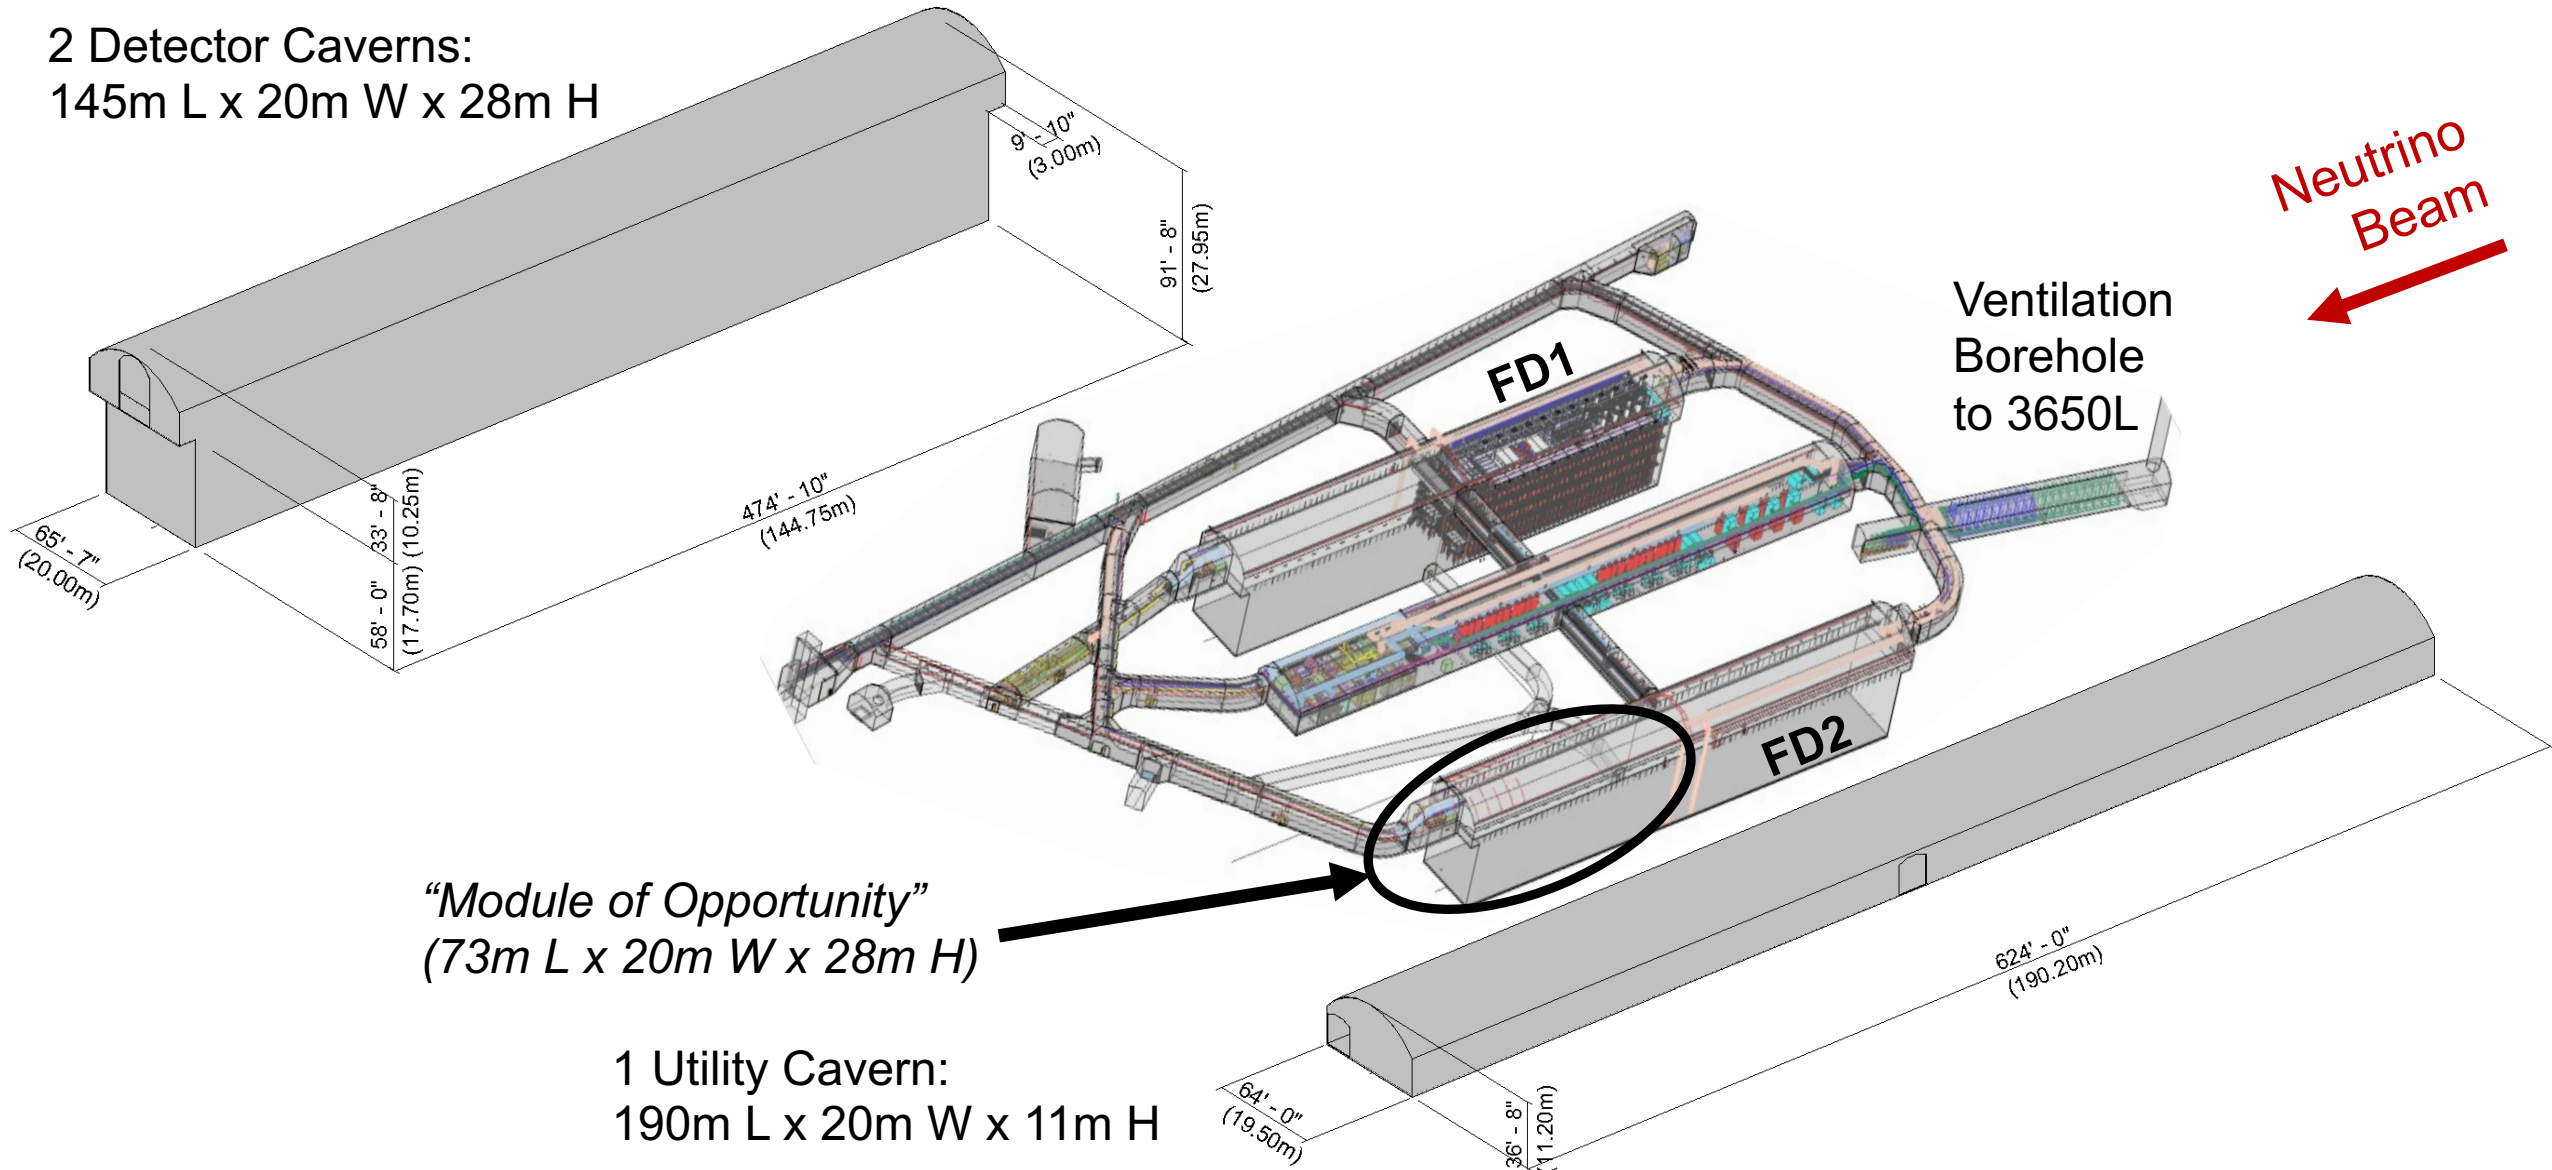 2 Detector Caverns:
145m L x 20m W x 28m H
9' - 10"
(3.00m)
91' - 8"
(27.95m)
474' - 10"
(144.75m)
65' - 7"
(20.00m)
33' - 8"
(10.25m)
58' - 0"
(17.70m)
Neutrino
Beam
Ventilation
Borehole
to 3650L
FD1
FD2
“Module of Opportunity”
(73m L x 20m W x 28m H)
1 Utility Cavern:
190m L x 20m W x 11m H
624' - 0"
(190.20m)
64' - 0"
(19.50m)
36' - 8"
(11.20m)